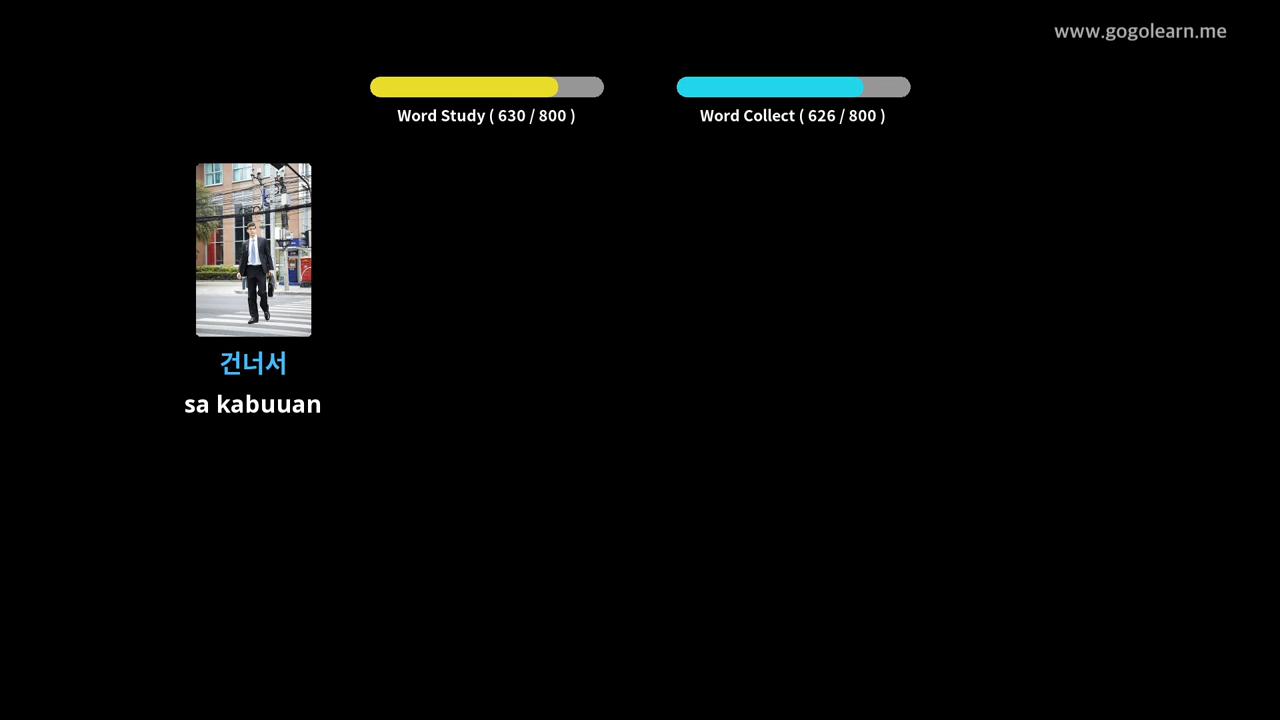 www.gogolearn.me
Word Study ( 630 / 800 )
Word Collect ( 626 / 800 )
건너서
sa kabuuan